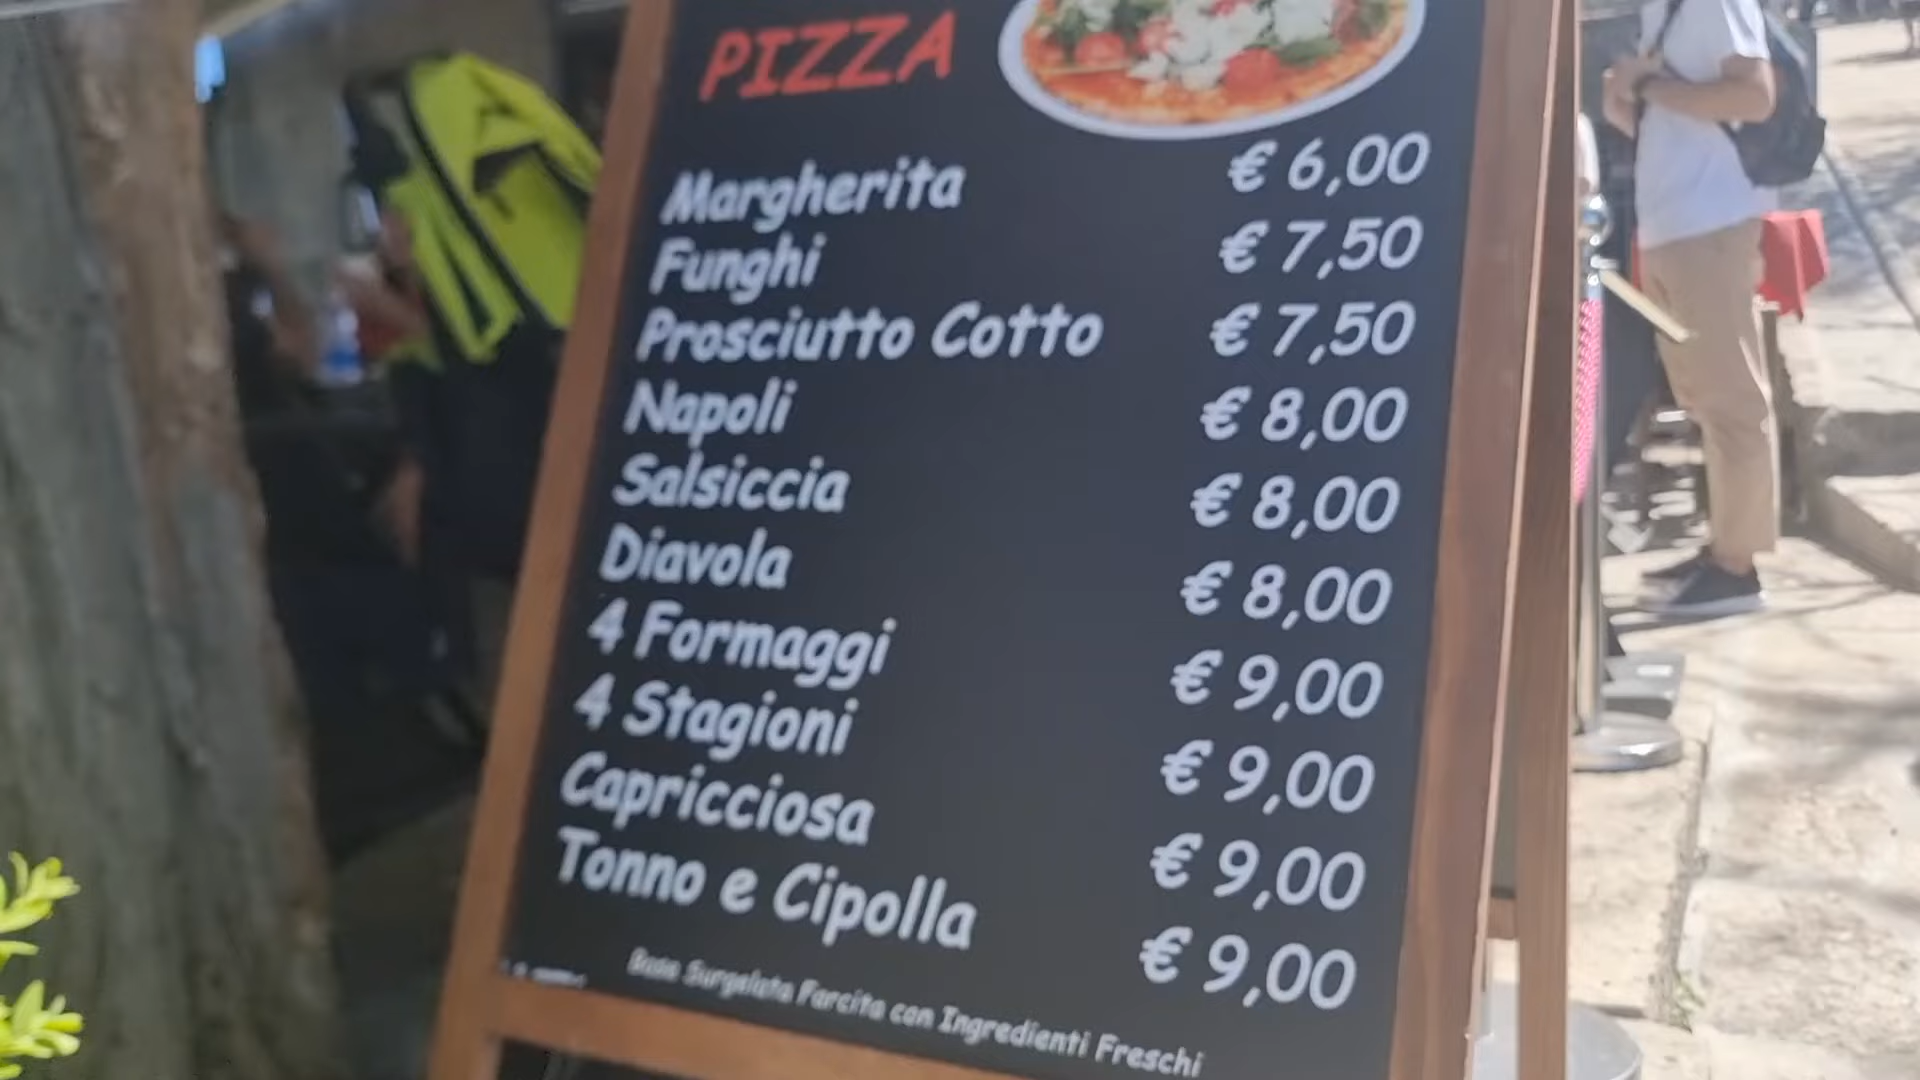 PIZZA
Margherita € 6,00
Funghi € 7,50
Prosciutto Cotto € 7,50
Napoli € 8,00
Salsiccia € 8,00
Diavola € 8,00
4 Formaggi € 9,00
4 Stagioni € 9,00
Capricciosa € 9,00
Tonno e Cipolla € 9,00
Base Surgelata Farcita con Ingredienti Freschi